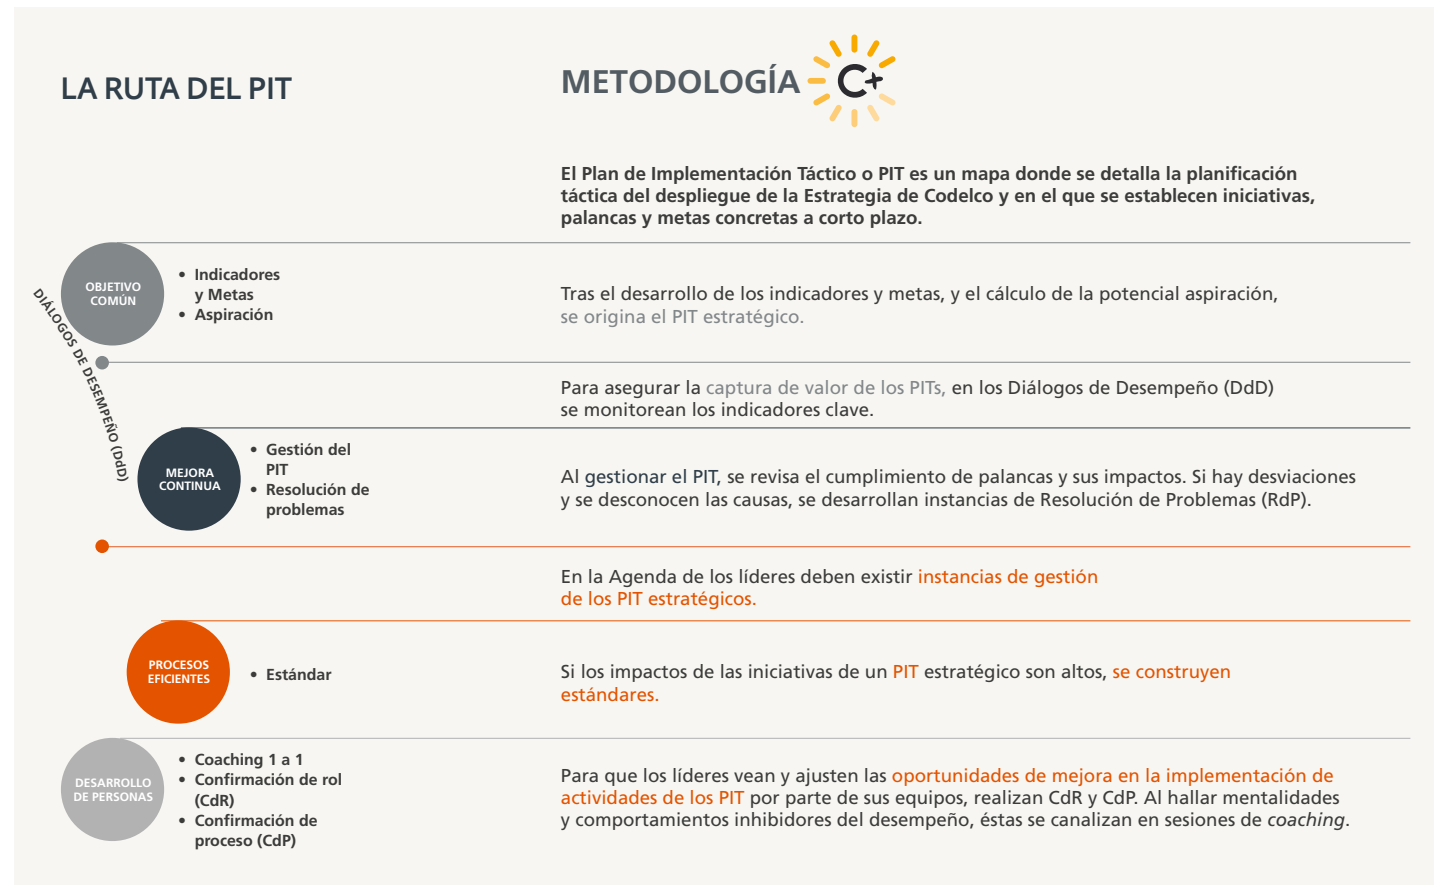 LA RUTA DEL PIT
METODOLOGÍA C+
El Plan de Implementación Táctico o PIT es un mapa donde se detalla la planificación
táctica del despliegue de la Estrategia de Codelco y en el que se establecen iniciativas,
palancas y metas concretas a corto plazo.
DIÁLOGOS DE DESEMPEÑO (DdD)
OBJETIVO
COMÚN
• Indicadores
y Metas
• Aspiración
Tras el desarrollo de los indicadores y metas, y el cálculo de la potencial aspiración,
se origina el PIT estratégico.
Para asegurar la captura de valor de los PITs, en los Diálogos de Desempeño (DdD)
se monitorean los indicadores clave.
MEJORA
CONTINUA
• Gestión del
PIT
• Resolución de
problemas
Al gestionar el PIT, se revisa el cumplimiento de palancas y sus impactos. Si hay desviaciones
y se desconocen las causas, se desarrollan instancias de Resolución de Problemas (RdP).
En la Agenda de los líderes deben existir instancias de gestión
de los PIT estratégicos.
PROCESOS
EFICIENTES
• Estándar
Si los impactos de las iniciativas de un PIT estratégico son altos, se construyen
estándares.
DESARROLLO
DE PERSONAS
• Coaching 1 a 1
• Confirmación de rol
(CdR)
• Confirmación de
proceso (CdP)
Para que los líderes vean y ajusten las oportunidades de mejora en la implementación de
actividades de los PIT por parte de sus equipos, realizan CdR y CdP. Al hallar mentalidades
y comportamientos inhibidores del desempeño, éstas se canalizan en sesiones de coaching.